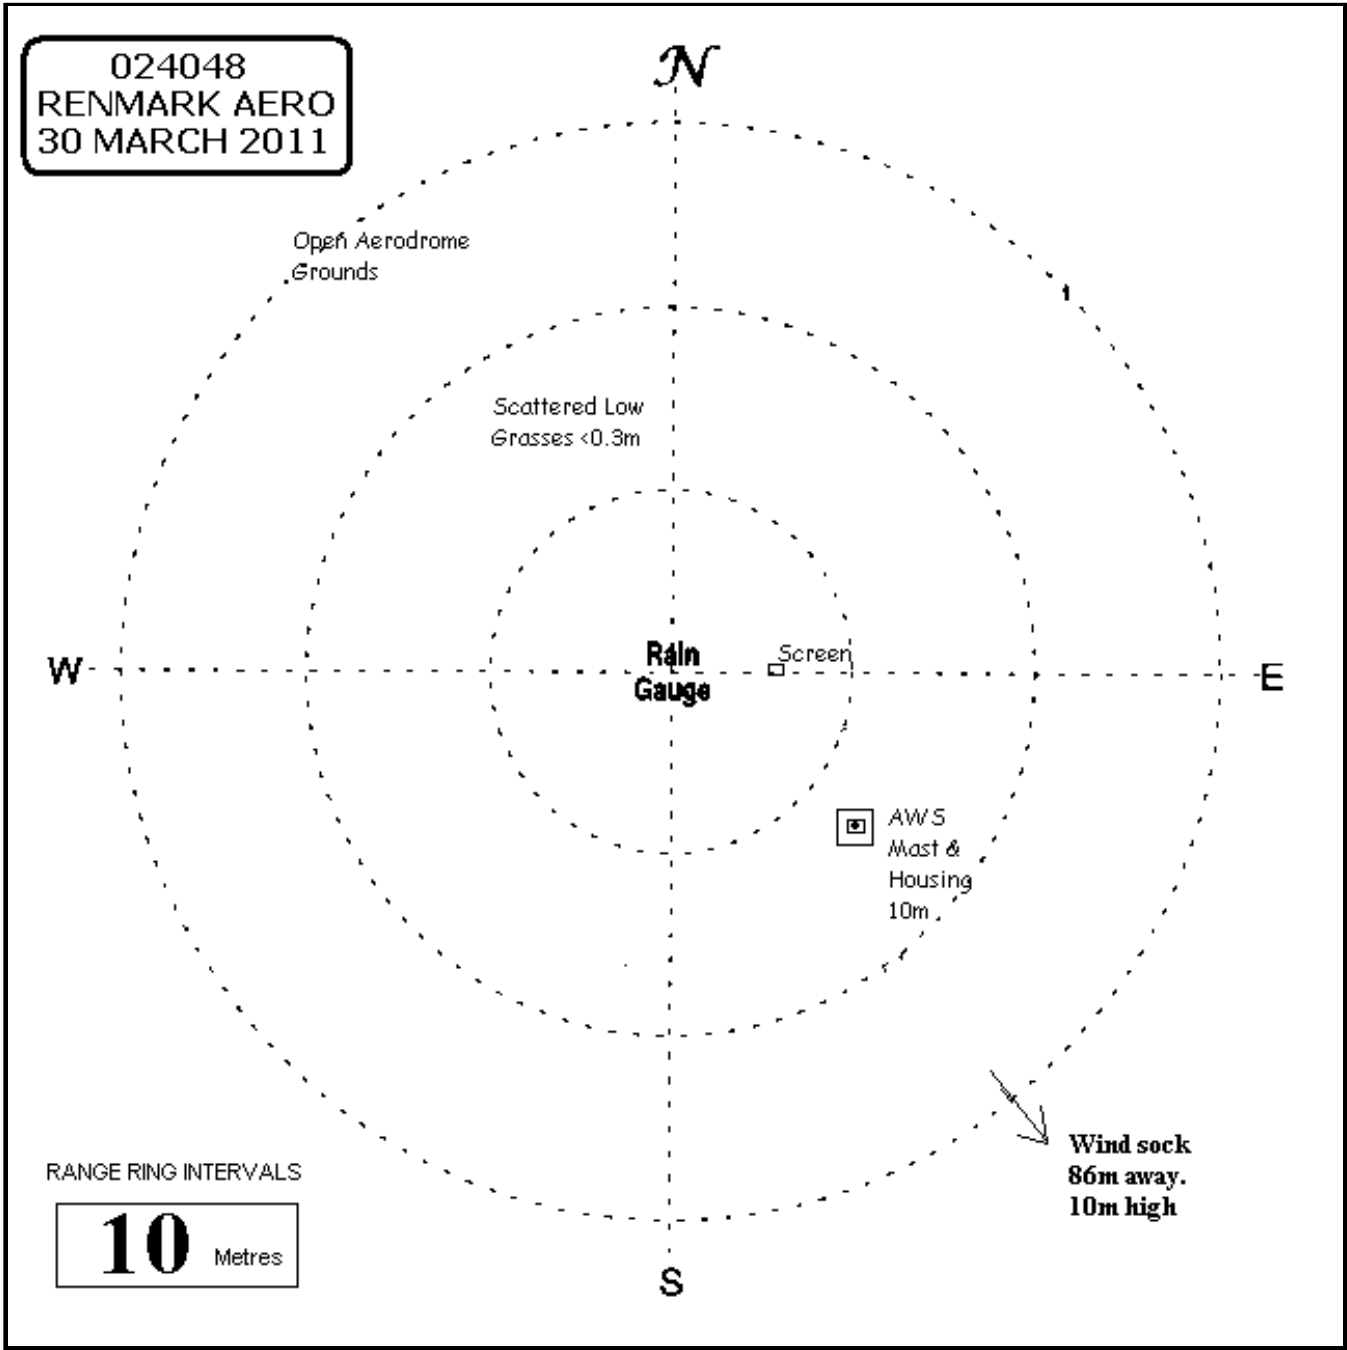 024048
RENMARK AERO
30 MARCH 2011
N
Open Aerodrome
Grounds
Scattered Low
Grasses <0.3m
W
Rain
Gauge
Screen
E
AWS
Mast &
Housing
10m
Wind sock
86m away.
10m high
RANGE RING INTERVALS
10 Metres
S